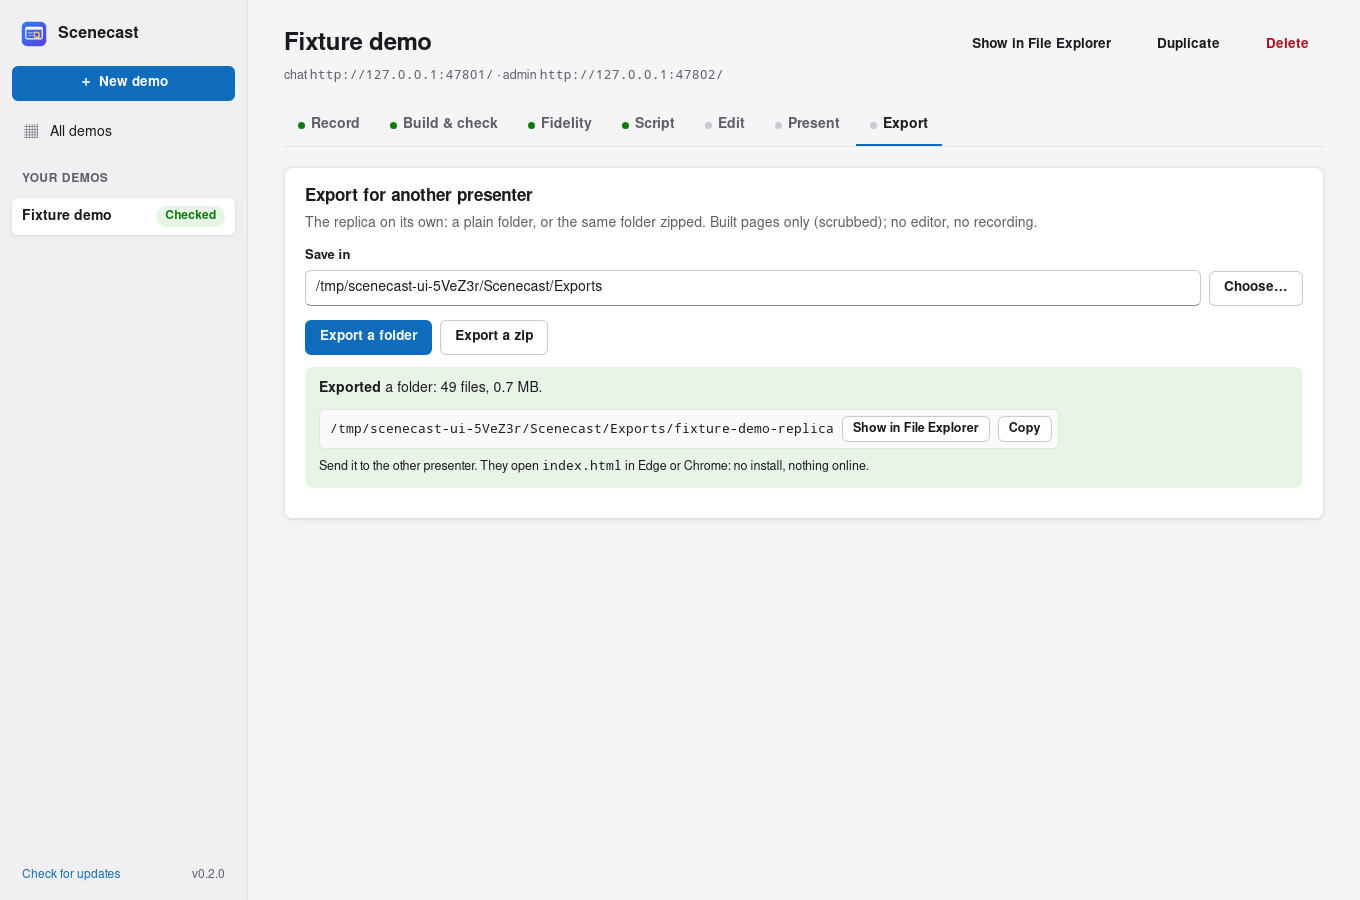 Scenecast
+ New demo
All demos
YOUR DEMOS
Fixture demo Checked
Check for updates v0.2.0
Fixture demo
Show in File Explorer Duplicate Delete
chat http://127.0.0.1:47801/ · admin http://127.0.0.1:47802/
Record Build & check Fidelity Script Edit Present Export
Export for another presenter
The replica on its own: a plain folder, or the same folder zipped. Built pages only (scrubbed); no editor, no recording.
Save in
/tmp/scenecast-ui-5VeZ3r/Scenecast/Exports Choose...
Export a folder Export a zip
Exported a folder: 49 files, 0.7 MB.
/tmp/scenecast-ui-5VeZ3r/Scenecast/Exports/fixture-demo-replica Show in File Explorer Copy
Send it to the other presenter. They open index.html in Edge or Chrome: no install, nothing online.